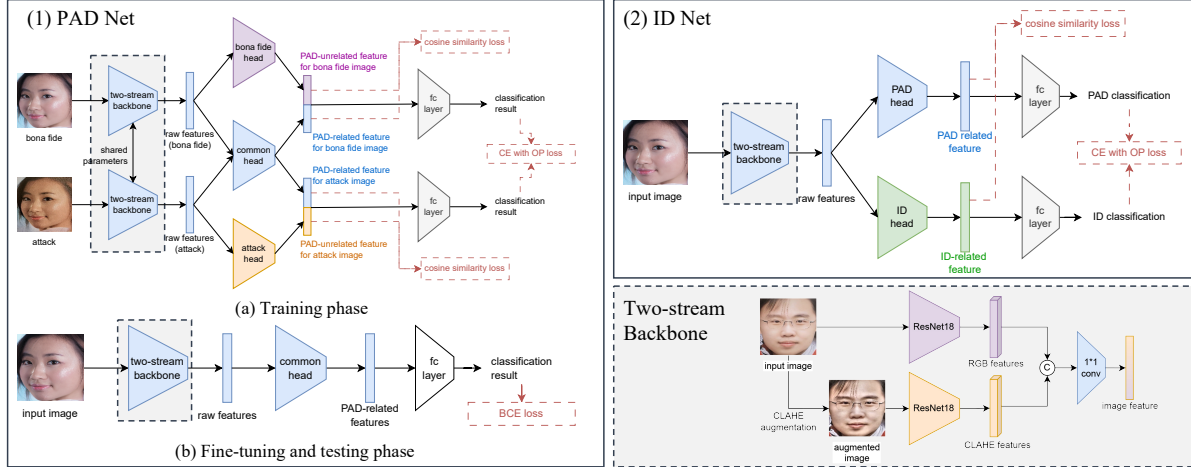 (1) PAD Net
bona fide
head
PAD-unrelated feature
for bona fide image
cosine similarity loss
two-stream
backbone
bona fide
raw features
(bona fide)
fc
layer
classification
result
shared
parameters
common
head
PAD-related feature
for bona fide image
CE with OP loss
PAD-related feature
for attack image
two-stream
backbone
attack
raw features
(attack)
fc
layer
classification
result
attack
head
PAD-unrelated feature
for attack image
cosine similarity loss
(a) Training phase
input image
two-stream
backbone
raw features
common
head
PAD-related
features
fc
layer
classification
result
BCE loss
(b) Fine-tuning and testing phase
(2) ID Net
cosine similarity loss
input image
two-stream
backbone
raw features
PAD
head
PAD related
feature
fc
layer
PAD classification
CE with OP loss
ID
head
ID-related
feature
fc
layer
ID classification
Two-stream
Backbone
input image
ResNet18
RGB features
C
1*1
conv
image feature
CLAHE
augmentation
augmented
image
ResNet18
CLAHE features